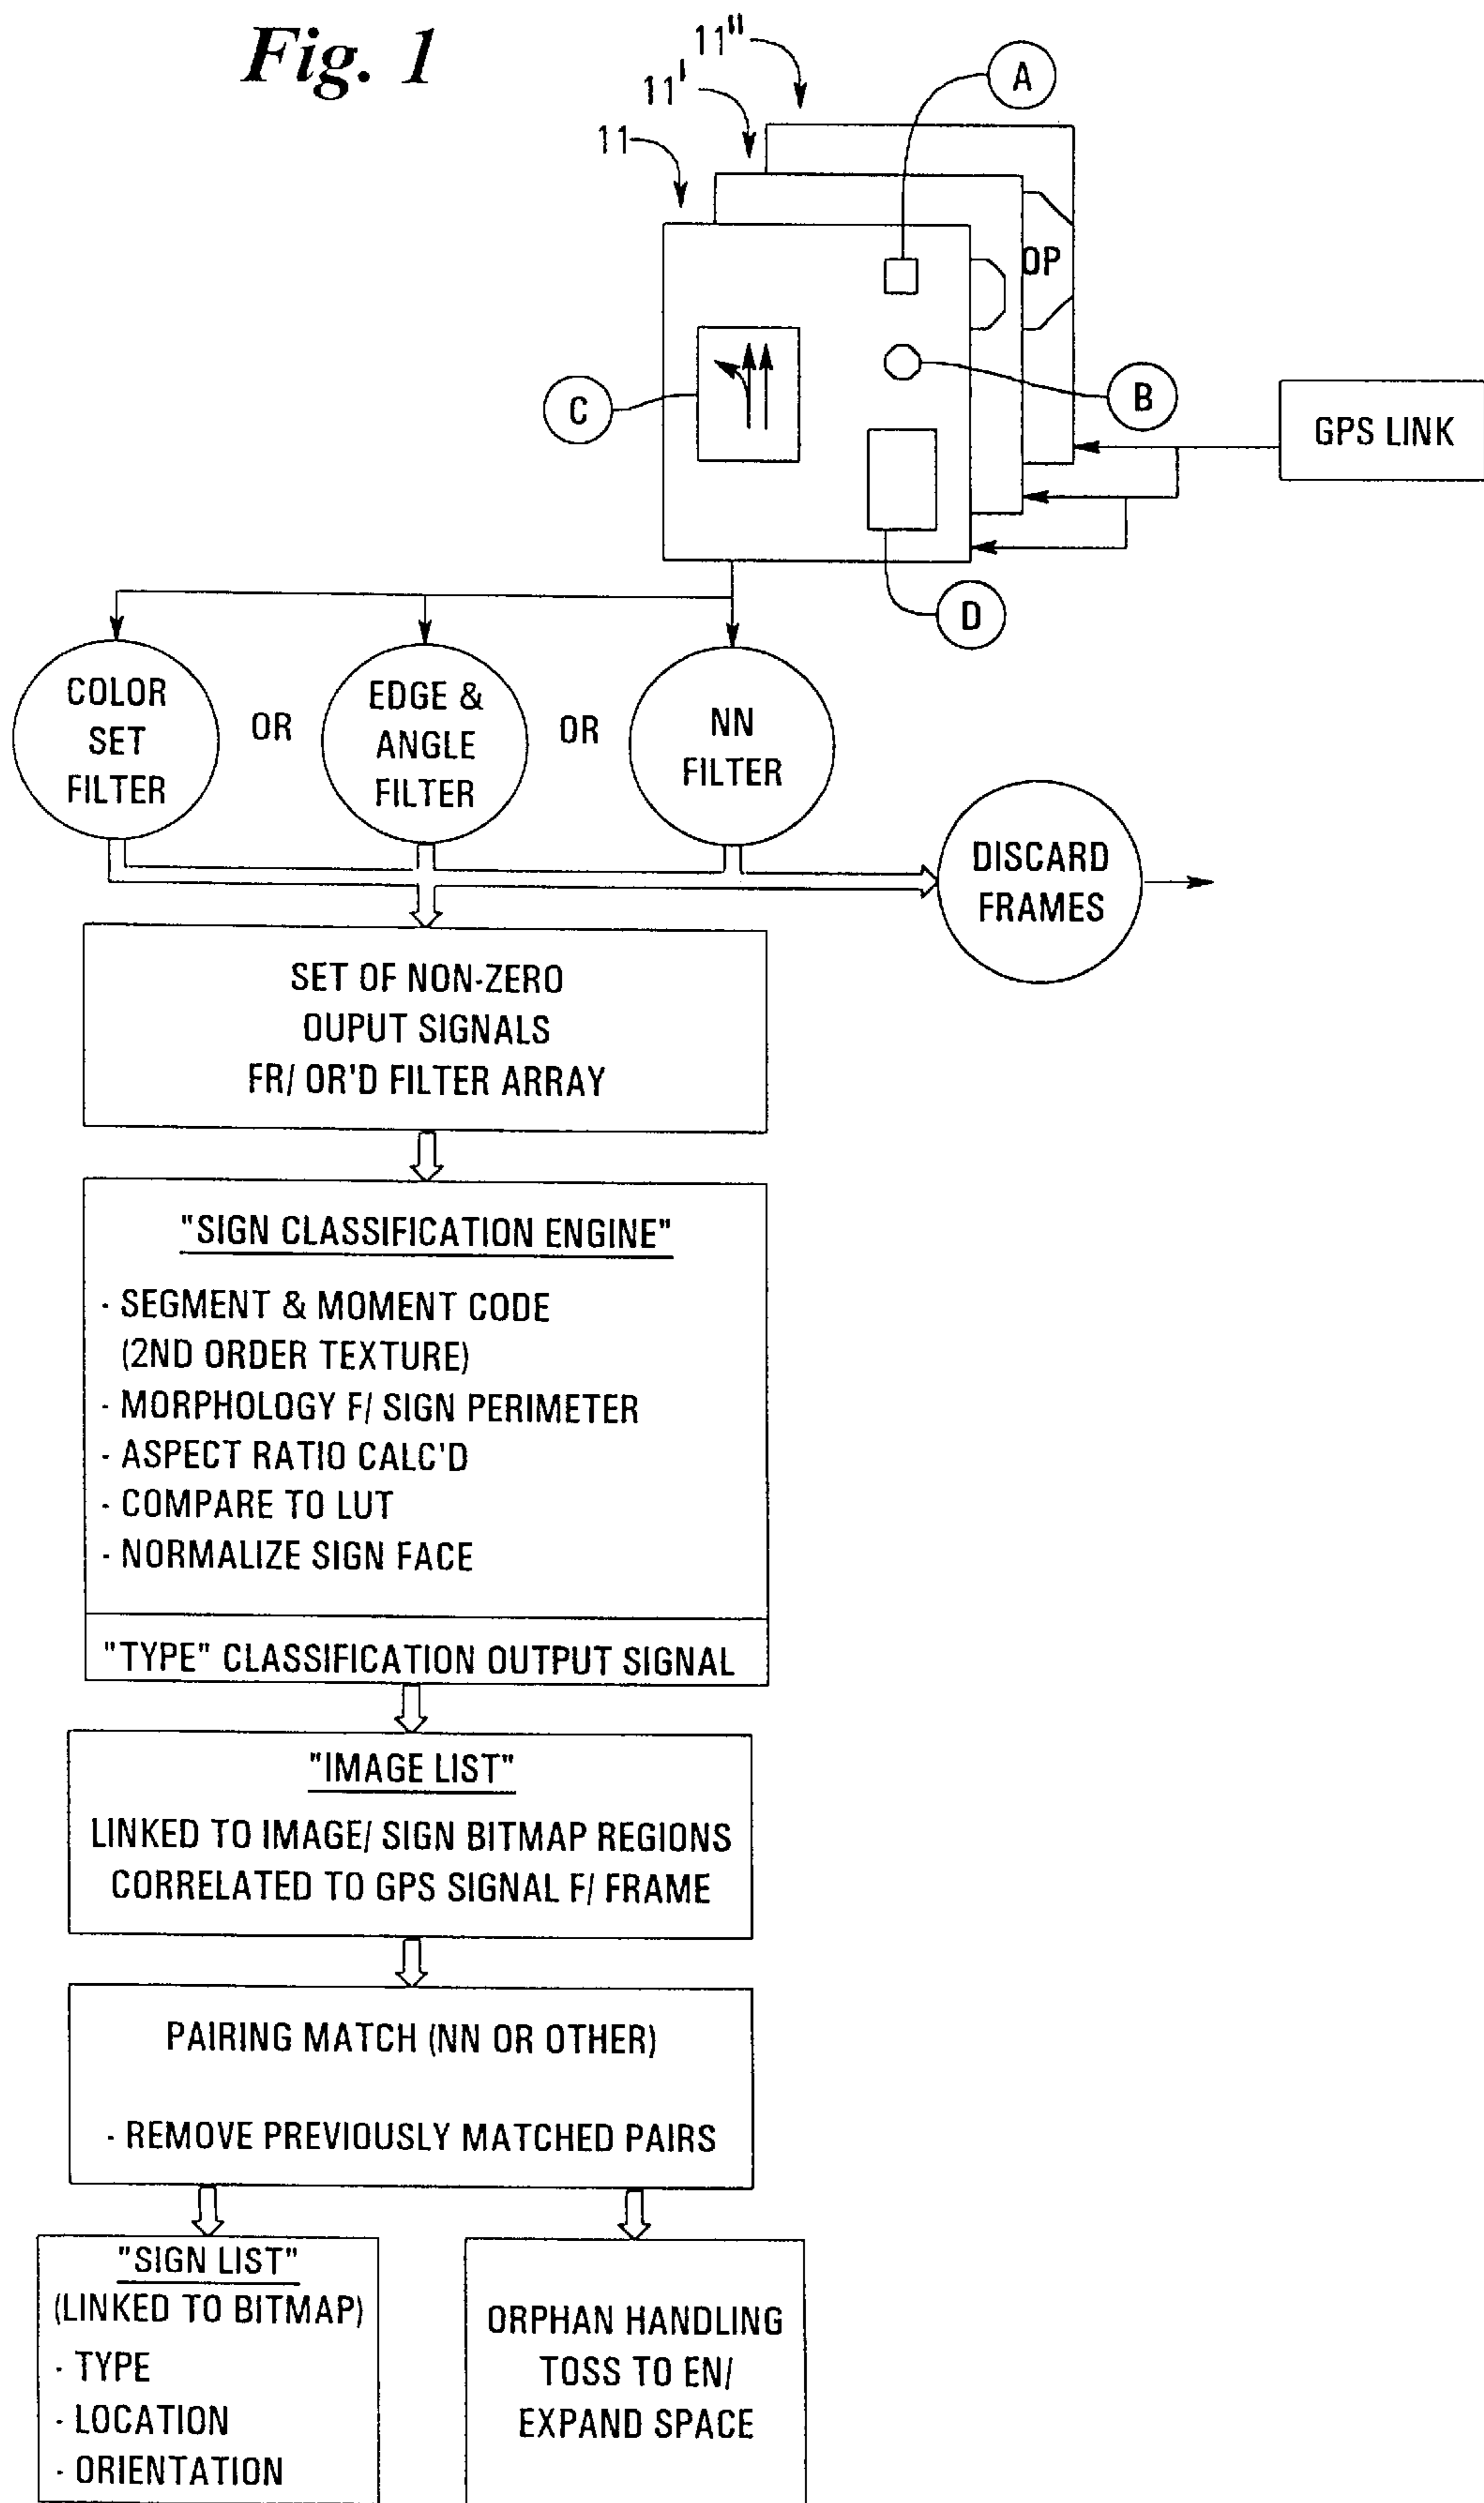 Fig. 1
11"
11'
11
A
OP
B
C
GPS LINK
D
COLOR
SET
FILTER
OR
EDGE &
ANGLE
FILTER
OR
NN
FILTER
DISCARD
FRAMES
SET OF NON-ZERO
OUPUT SIGNALS
FR/ OR'D FILTER ARRAY
"SIGN CLASSIFICATION ENGINE"
- SEGMENT & MOMENT CODE
(2ND ORDER TEXTURE)
- MORPHOLOGY F/ SIGN PERIMETER
- ASPECT RATIO CALC'D
- COMPARE TO LUT
- NORMALIZE SIGN FACE
"TYPE" CLASSIFICATION OUTPUT SIGNAL
"IMAGE LIST"
LINKED TO IMAGE/ SIGN BITMAP REGIONS
CORRELATED TO GPS SIGNAL F/ FRAME
PAIRING MATCH (NN OR OTHER)
- REMOVE PREVIOUSLY MATCHED PAIRS
"SIGN LIST"
(LINKED TO BITMAP)
- TYPE
- LOCATION
- ORIENTATION
ORPHAN HANDLING
TOSS TO EN/
EXPAND SPACE